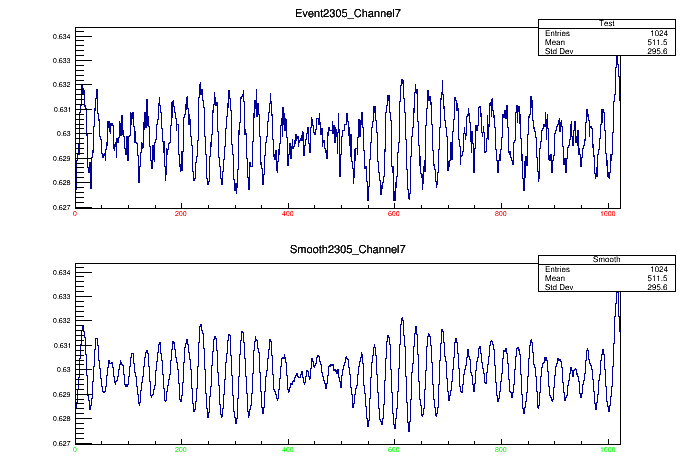 Event2305_Channel7
Test
Entries 1024
Mean 511.5
Std Dev 295.6
0.634
0.633
0.632
0.631
0.63
0.629
0.628
0.627
0 200 400 600 800 1000
Smooth2305_Channel7
Smooth
Entries 1024
Mean 511.5
Std Dev 295.6
0.634
0.633
0.632
0.631
0.63
0.629
0.628
0.627
0 200 400 600 800 1000